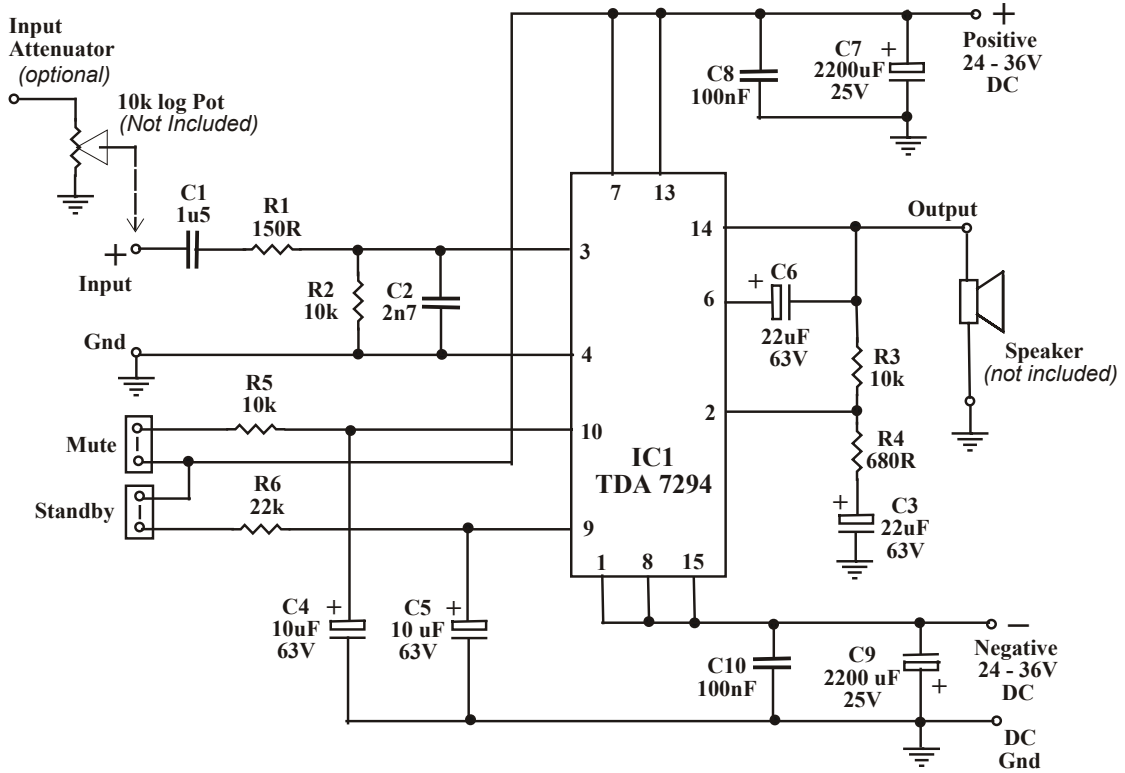 Input
Attenuator
(optional)
10k log Pot
(Not Included)
C1
1u5
R1
150R
+
Input
R2
10k
C2
2n7
Gnd
R5
10k
Mute
R6
22k
Standby
C4
10uF
63V
+
C5
10 uF
63V
+
7
13
3
4
10
9
14
6
2
IC1
TDA 7294
1
8
15
C8
100nF
C7
2200uF
25V
+
+
Positive
24 - 36V
DC
Output
+
C6
22uF
63V
R3
10k
Speaker
(not included)
R4
680R
+
C3
22uF
63V
C10
100nF
C9
2200 uF
25V
+
–
Negative
24 - 36V
DC
DC
Gnd